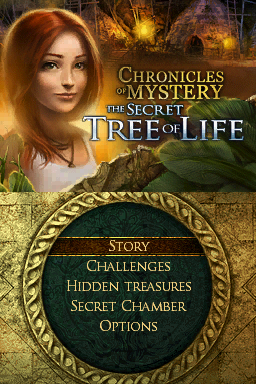 Chronicles
of Mystery
The Secret
Tree of Life
Story
Challenges
Hidden treasures
Secret Chamber
Options